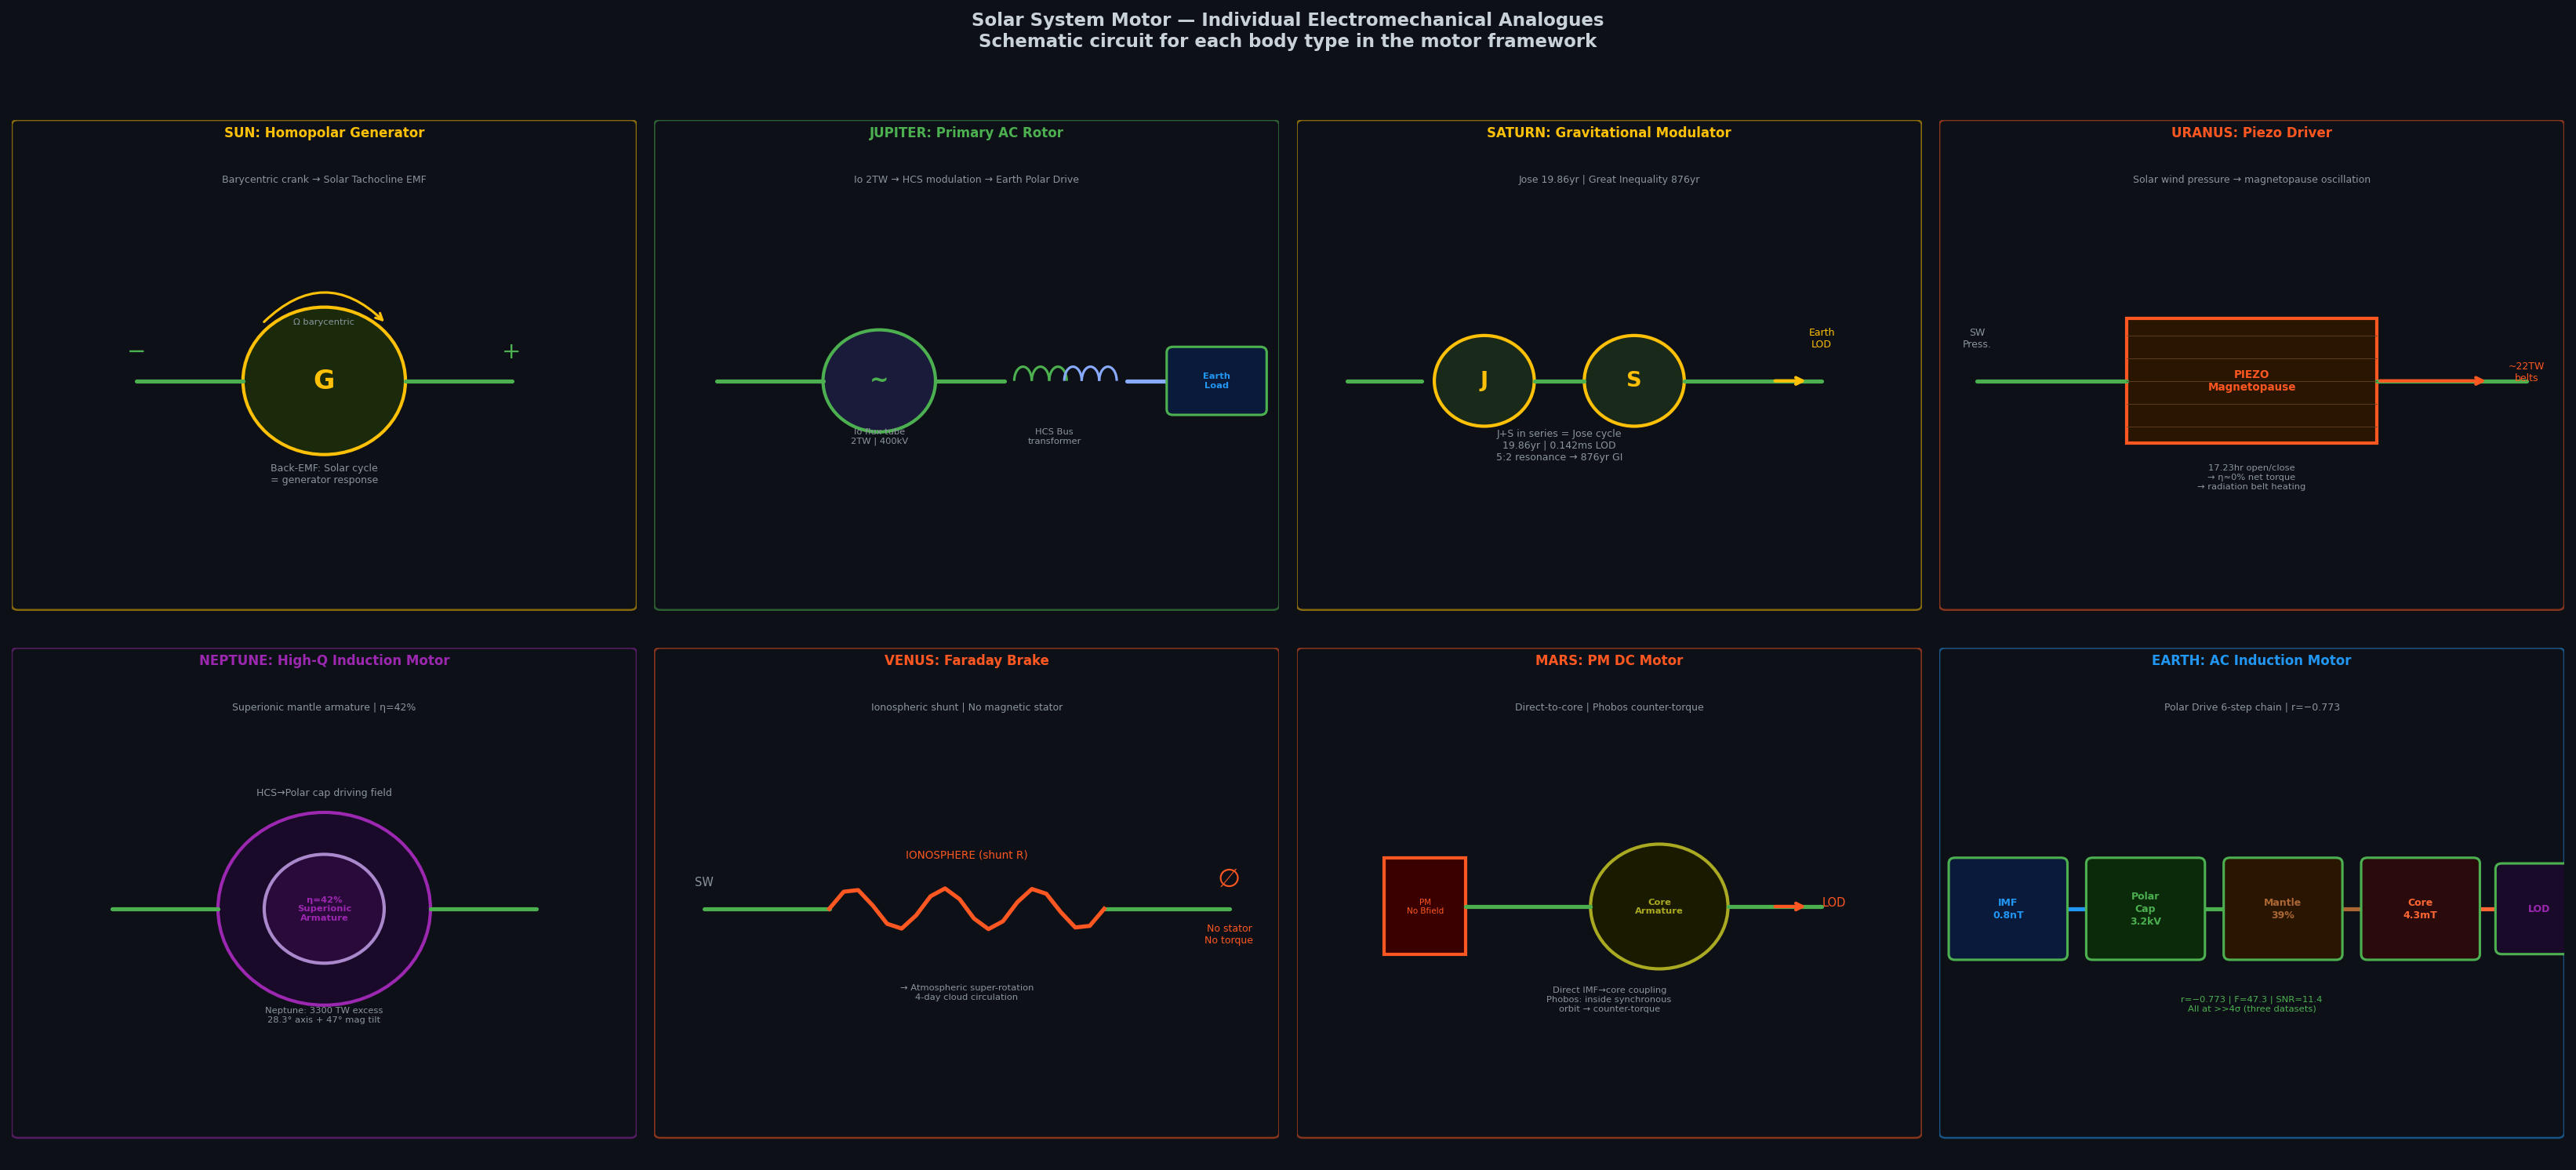 Solar System Motor — Individual Electromechanical Analogues
Schematic circuit for each body type in the motor framework
SUN: Homopolar Generator
Barycentric crank → Solar Tachocline EMF
Ω barycentric
−
+
G
Back-EMF: Solar cycle
= generator response
JUPITER: Primary AC Rotor
Io 2TW → HCS modulation → Earth Polar Drive
~
Earth
Load
Io flux tube
2TW | 400kV
HCS Bus
transformer
SATURN: Gravitational Modulator
Jose 19.86yr | Great Inequality 876yr
Earth
LOD
J
S
J+S in series = Jose cycle
19.86yr | 0.142ms LOD
5:2 resonance → 876yr GI
URANUS: Piezo Driver
Solar wind pressure → magnetopause oscillation
SW
Press.
PIEZO
Magnetopause
~22TW
belts
17.23hr open/close
→ η≈0% net torque
→ radiation belt heating
NEPTUNE: High-Q Induction Motor
Superionic mantle armature | η=42%
HCS→Polar cap driving field
η=42%
Superionic
Armature
Neptune: 3300 TW excess
28.3° axis + 47° mag tilt
VENUS: Faraday Brake
Ionospheric shunt | No magnetic stator
IONOSPHERE (shunt R)
SW
∅
No stator
No torque
→ Atmospheric super-rotation
4-day cloud circulation
MARS: PM DC Motor
Direct-to-core | Phobos counter-torque
PM
No Bfield
Core
Armature
LOD
Direct IMF→core coupling
Phobos: inside synchronous
orbit → counter-torque
EARTH: AC Induction Motor
Polar Drive 6-step chain | r=−0.773
IMF
0.8nT
Polar
Cap
3.2kV
Mantle
39%
Core
4.3mT
LOD
r=−0.773 | F=47.3 | SNR=11.4
All at >>4σ (three datasets)